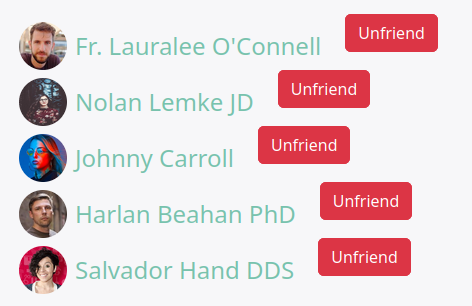 Fr. Lauralee O'Connell Unfriend
Nolan Lemke JD Unfriend
Johnny Carroll Unfriend
Harlan Beahan PhD Unfriend
Salvador Hand DDS Unfriend